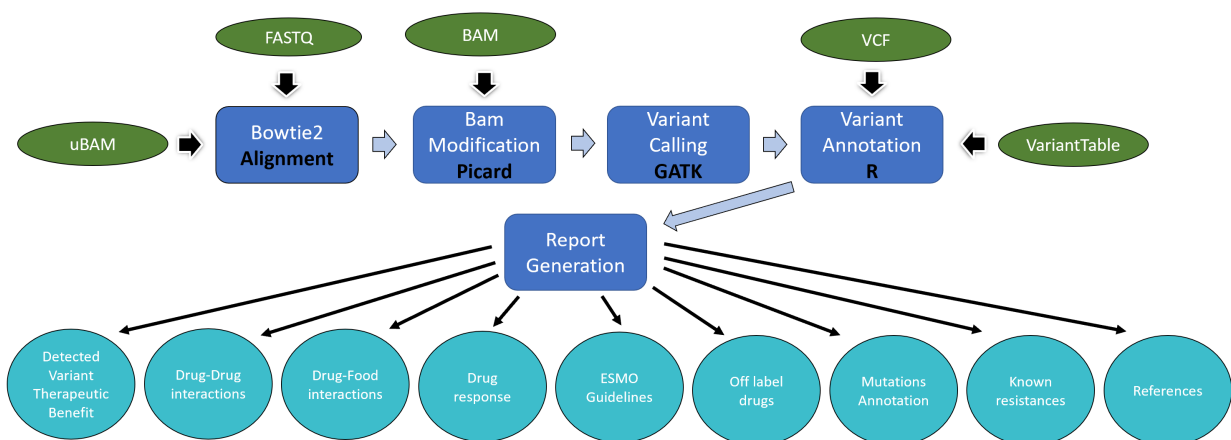 FASTQ
BAM
VCF
uBAM
Bowtie2
Alignment
Bam
Modification
Picard
Variant
Calling
GATK
Variant
Annotation
R
VariantTable
Report
Generation
Detected
Variant
Therapeutic
Benefit
Drug-Drug
interactions
Drug-Food
interactions
Drug
response
ESMO
Guidelines
Off label
drugs
Mutations
Annotation
Known
resistances
References